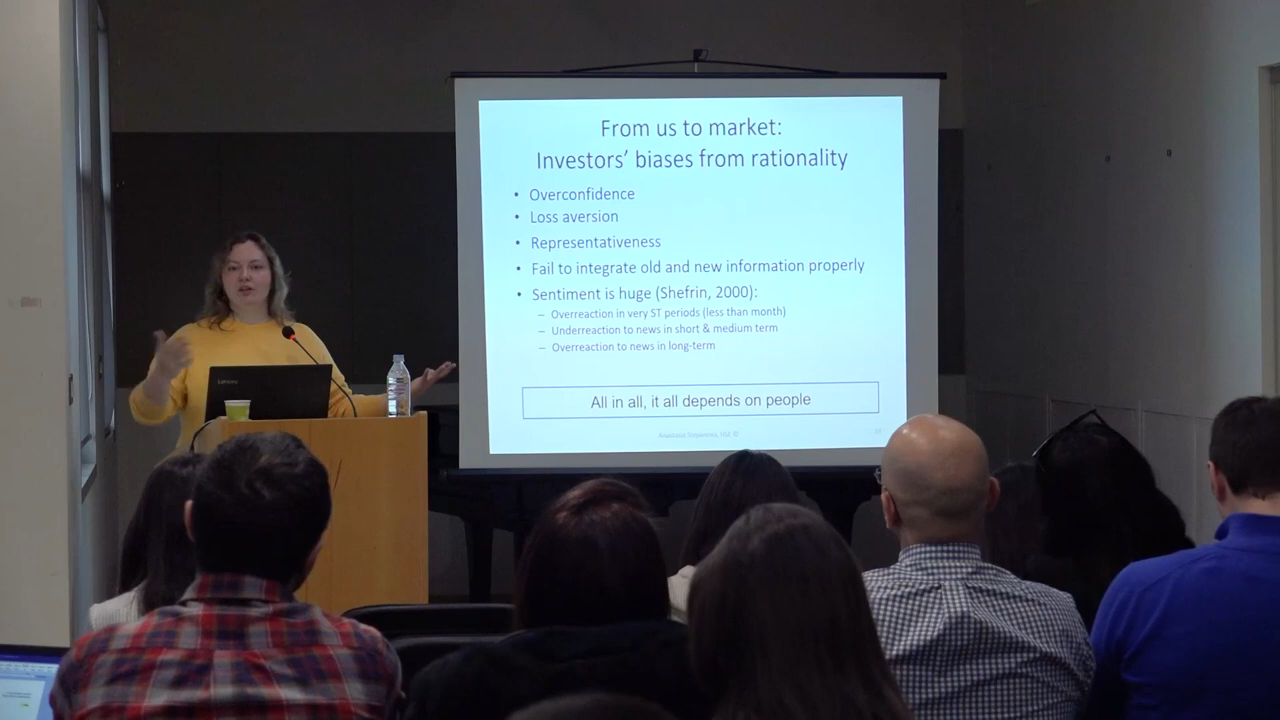 From us to market:
Investors' biases from rationality
• Overconfidence
• Loss aversion
• Representativeness
• Fail to integrate old and new information properly
• Sentiment is huge (Shefrin, 2000):
– Overreaction in very ST periods (less than month)
– Underreaction to news in short & medium term
– Overreaction to news in long-term
All in all, it all depends on people
Lenovo